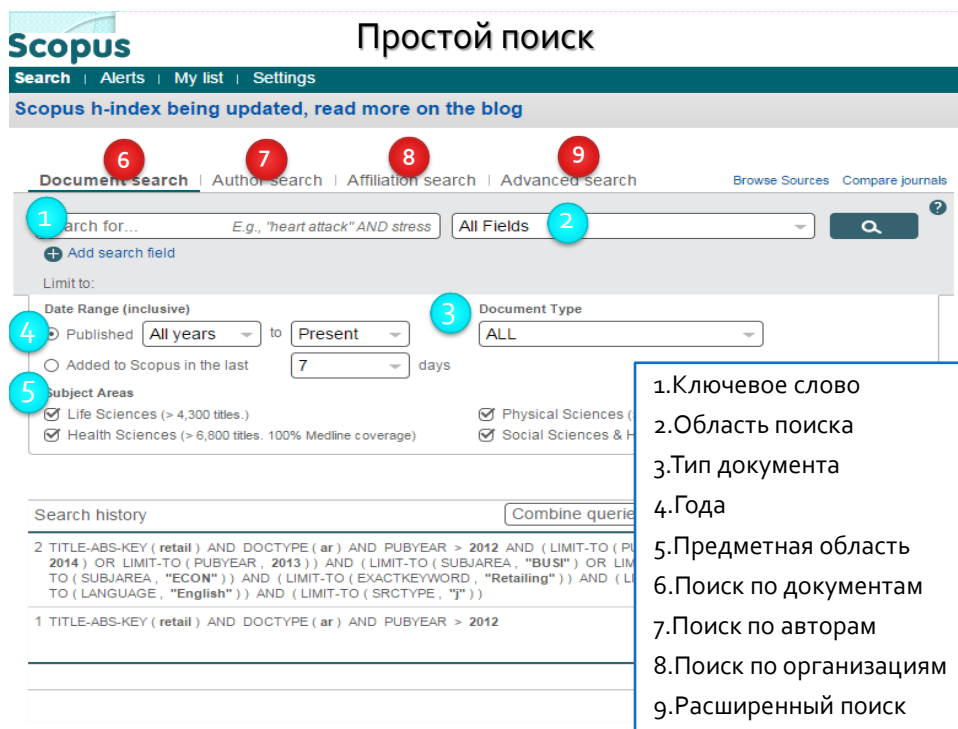 Scopus
Простой поиск
Search | Alerts | My list | Settings
Scopus h-index being updated, read more on the blog
6 7 8 9
Document search | Author search | Affiliation search | Advanced search Browse Sources Compare journals
1 arch for... E.g., "heart attack" AND stress All Fields 2 ?
Add search field
Limit to:
Date Range (inclusive) 3 Document Type
4 Published All years to Present ALL
Added to Scopus in the last 7 days
5 Subject Areas
Life Sciences (> 4,300 titles.) Physical Sciences (
Health Sciences (> 6,800 titles. 100% Medline coverage) Social Sciences & H
Search history Combine querie
2 TITLE-ABS-KEY ( retail ) AND DOCTYPE ( ar ) AND PUBYEAR > 2012 AND ( LIMIT-TO ( PU
2014 ) OR LIMIT-TO ( PUBYEAR , 2013 ) ) AND ( LIMIT-TO ( SUBJAREA , "BUSI" ) OR LIM
TO ( SUBJAREA , "ECON" ) ) AND ( LIMIT-TO ( EXACTKEYWORD , "Retailing" ) ) AND ( LI
TO ( LANGUAGE , "English" ) ) AND ( LIMIT-TO ( SRCTYPE , "j" ) )
1 TITLE-ABS-KEY ( retail ) AND DOCTYPE ( ar ) AND PUBYEAR > 2012
1.Ключевое слово
2.Область поиска
3.Тип документа
4.Года
5.Предметная область
6.Поиск по документам
7.Поиск по авторам
8.Поиск по организациям
9.Расширенный поиск